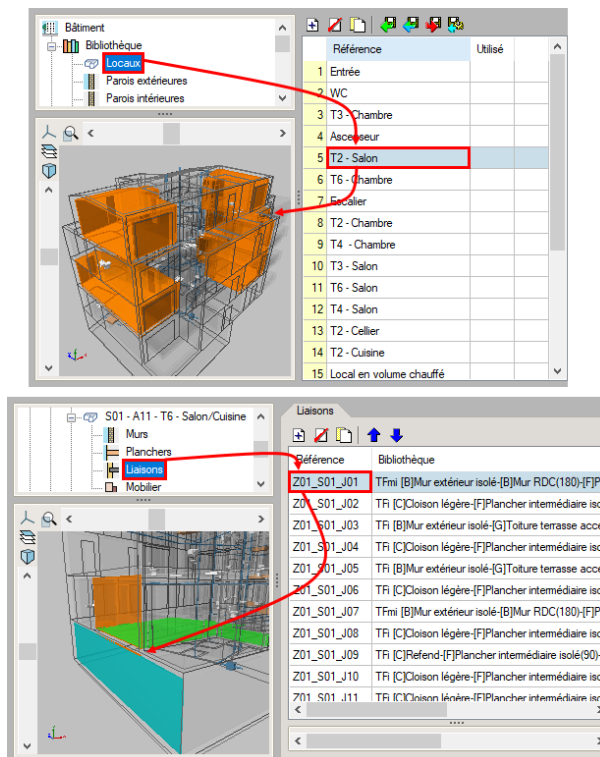 Bâtiment
Bibliothèque
Locaux
Parois extérieures
Parois intérieures
Référence Utilisé
1 Entrée
2 WC
3 T3 - Chambre
4 Ascenseur
5 T2 - Salon
6 T6 - Chambre
7 Escalier
8 T2 - Chambre
9 T4 - Chambre
10 T3 - Salon
11 T6 - Salon
12 T4 - Salon
13 T2 - Cellier
14 T2 - Cuisine
15 Local en volume chauffé
S01 - A11 - T6 - Salon/Cuisine
Murs
Planchers
Liaisons
Mobilier
Liaisons
Référence Bibliothèque
Z01_S01_J01 TFmi [B]Mur extérieur isolé-[B]Mur RDC(180)-[F]P
Z01_S01_J02 TFi [C]Cloison légère-[F]Plancher intermédiaire iso
Z01_S01_J03 TFi [B]Mur extérieur isolé-[G]Toiture terrasse acce
Z01_S01_J04 TFi [C]Cloison légère-[F]Plancher intermédiaire iso
Z01_S01_J05 TFi [B]Mur extérieur isolé-[G]Toiture terrasse acce
Z01_S01_J06 TFi [C]Cloison légère-[F]Plancher intermédiaire iso
Z01_S01_J07 TFmi [B]Mur extérieur isolé-[B]Mur RDC(180)-[F]P
Z01_S01_J08 TFi [C]Cloison légère-[F]Plancher intermédiaire iso
Z01_S01_J09 TFi [C]Refend-[F]Plancher intermédiaire isolé(90)-
Z01_S01_J10 TFi [C]Cloison légère-[F]Plancher intermédiaire iso
Z01_S01_J11 TFi [C]Cloison légère-[F]Plancher intermédiaire iso